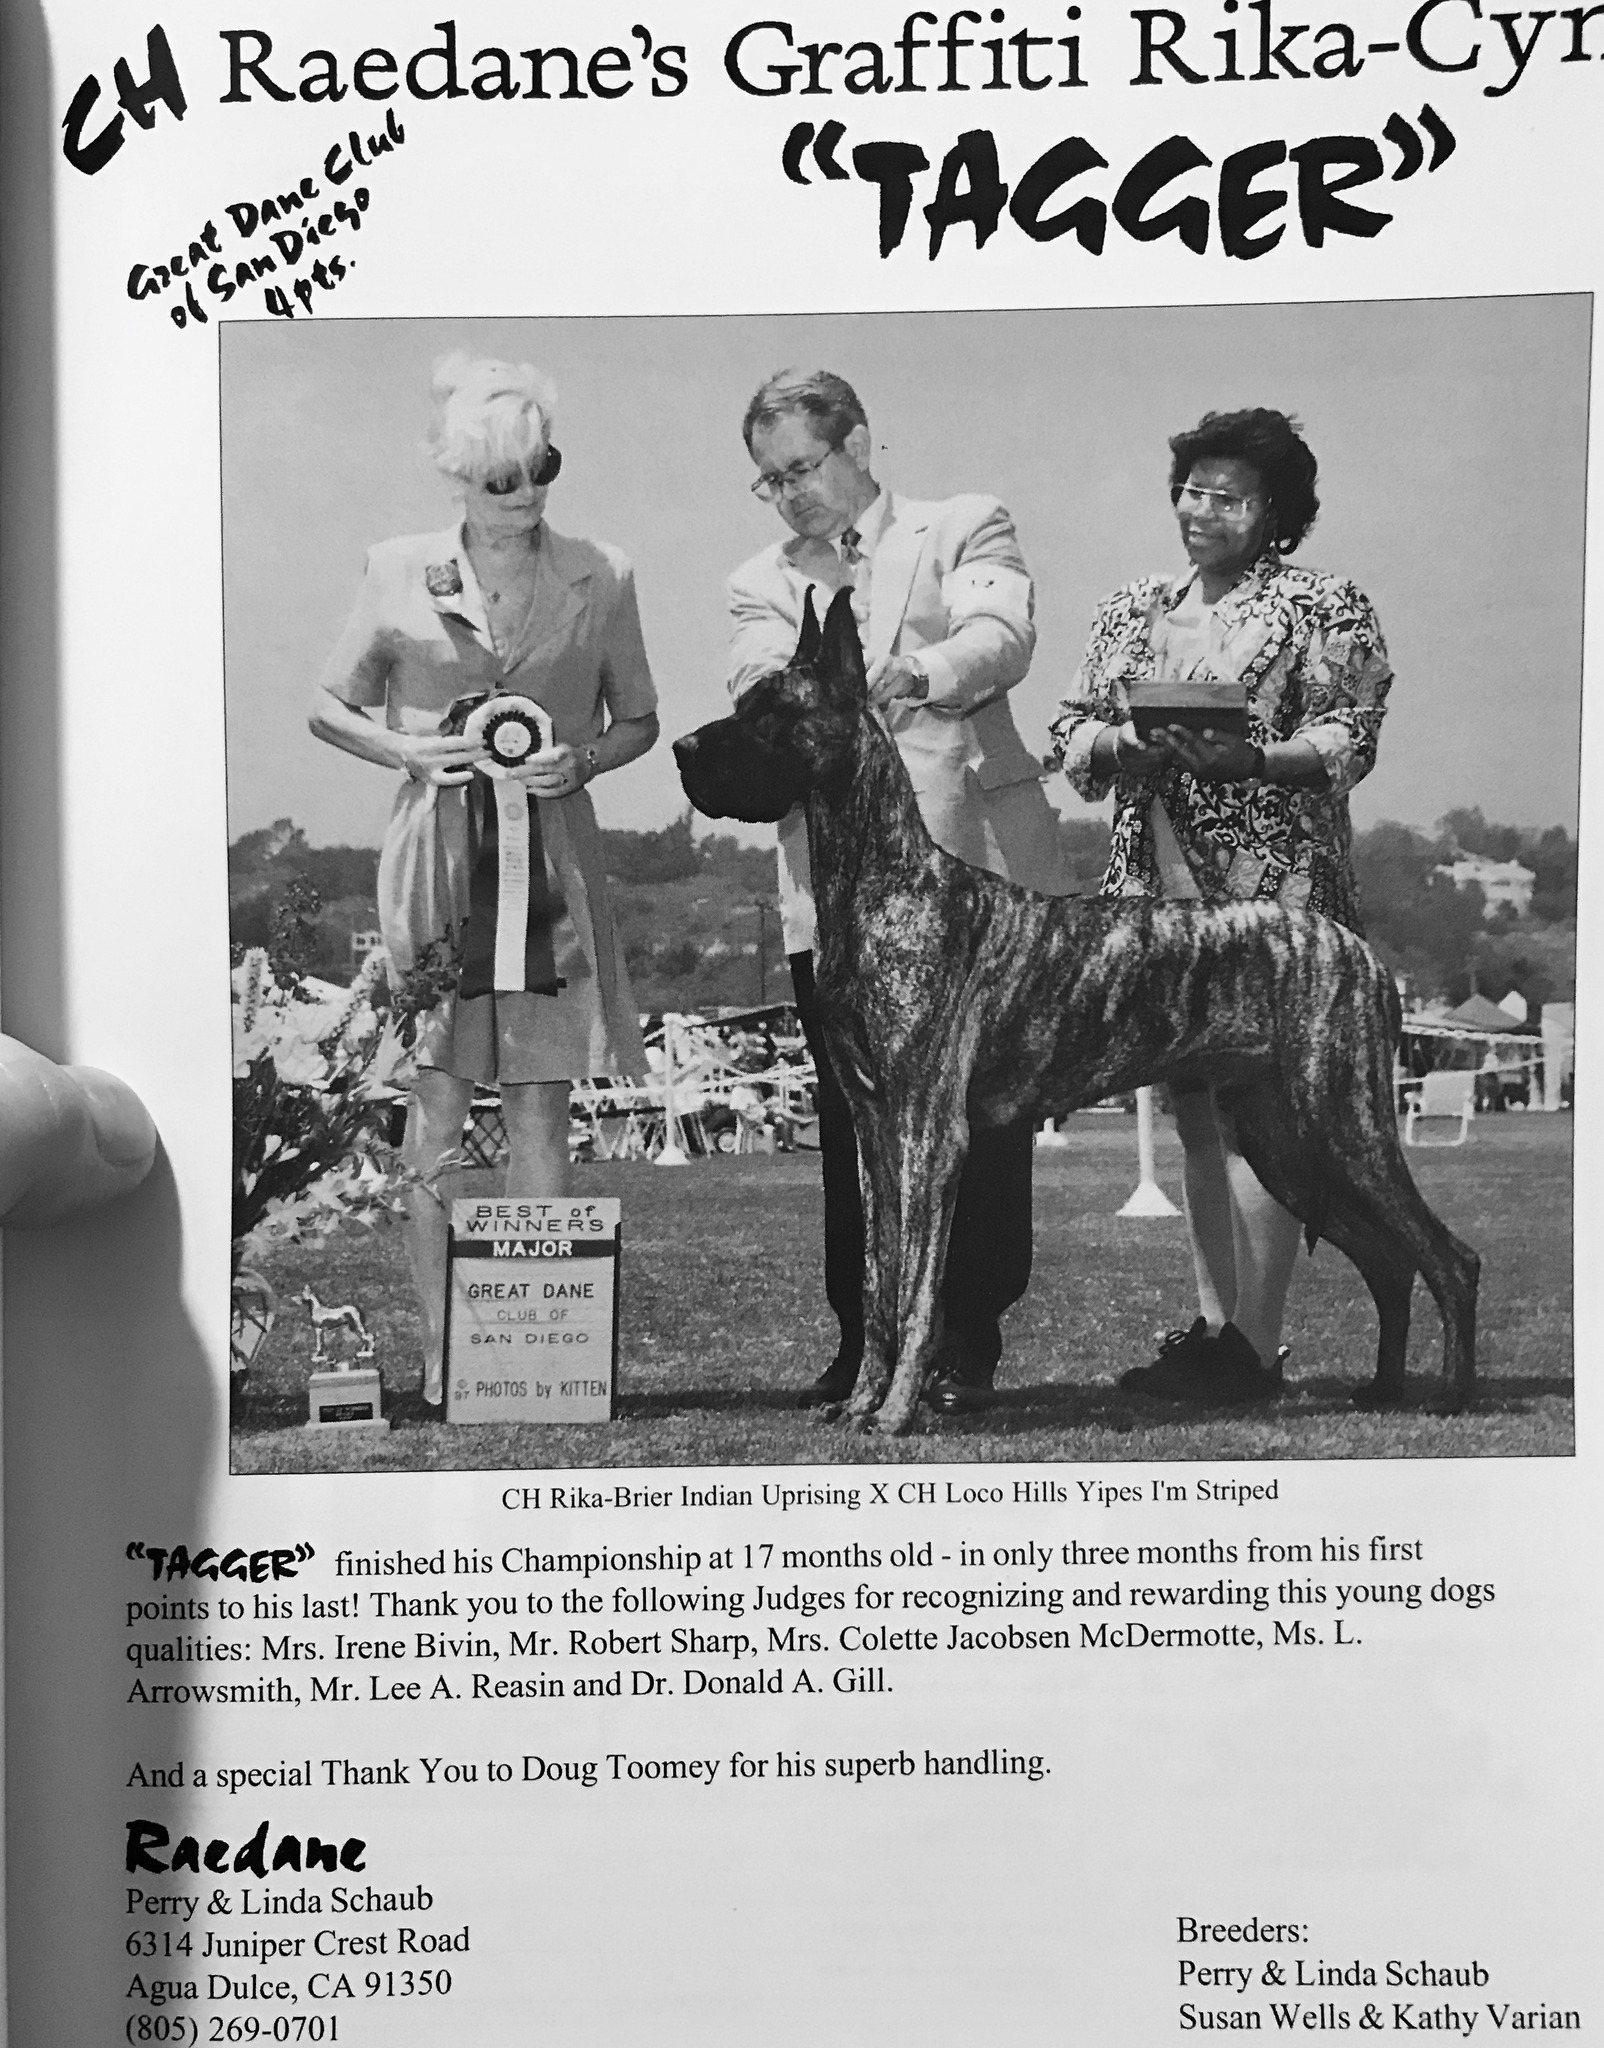 CH Raedane's Graffiti Rika-Cyn
"TAGGER"
Great Dane Club
of San Diego
4pts.
BEST of
WINNERS
MAJOR
GREAT DANE
CLUB OF
SAN DIEGO
© 97 PHOTOS by KITTEN
CH Rika-Brier Indian Uprising X CH Loco Hills Yipes I'm Striped
"TAGGER" finished his Championship at 17 months old - in only three months from his first
points to his last! Thank you to the following Judges for recognizing and rewarding this young dogs
qualities: Mrs. Irene Bivin, Mr. Robert Sharp, Mrs. Colette Jacobsen McDermotte, Ms. L.
Arrowsmith, Mr. Lee A. Reasin and Dr. Donald A. Gill.
And a special Thank You to Doug Toomey for his superb handling.
Raedane
Perry & Linda Schaub
6314 Juniper Crest Road
Agua Dulce, CA 91350
(805) 269-0701
Breeders:
Perry & Linda Schaub
Susan Wells & Kathy Varian